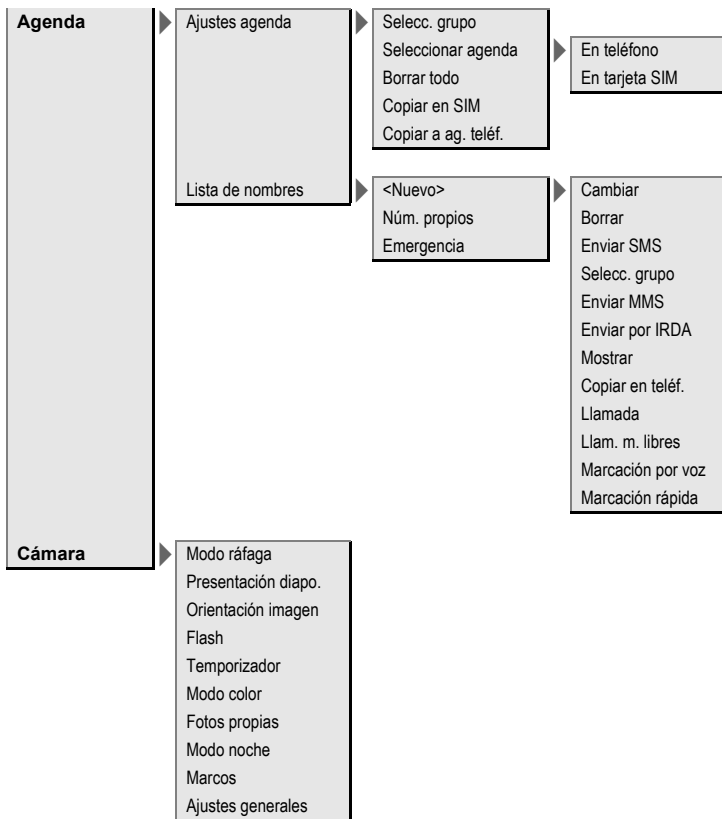 Agenda
Ajustes agenda
Selecc. grupo
Seleccionar agenda
Borrar todo
Copiar en SIM
Copiar a ag. teléf.
En teléfono
En tarjeta SIM
Lista de nombres
<Nuevo>
Núm. propios
Emergencia
Cambiar
Borrar
Enviar SMS
Selecc. grupo
Enviar MMS
Enviar por IRDA
Mostrar
Copiar en teléf.
Llamada
Llam. m. libres
Marcación por voz
Marcación rápida
Cámara
Modo ráfaga
Presentación diapo.
Orientación imagen
Flash
Temporizador
Modo color
Fotos propias
Modo noche
Marcos
Ajustes generales